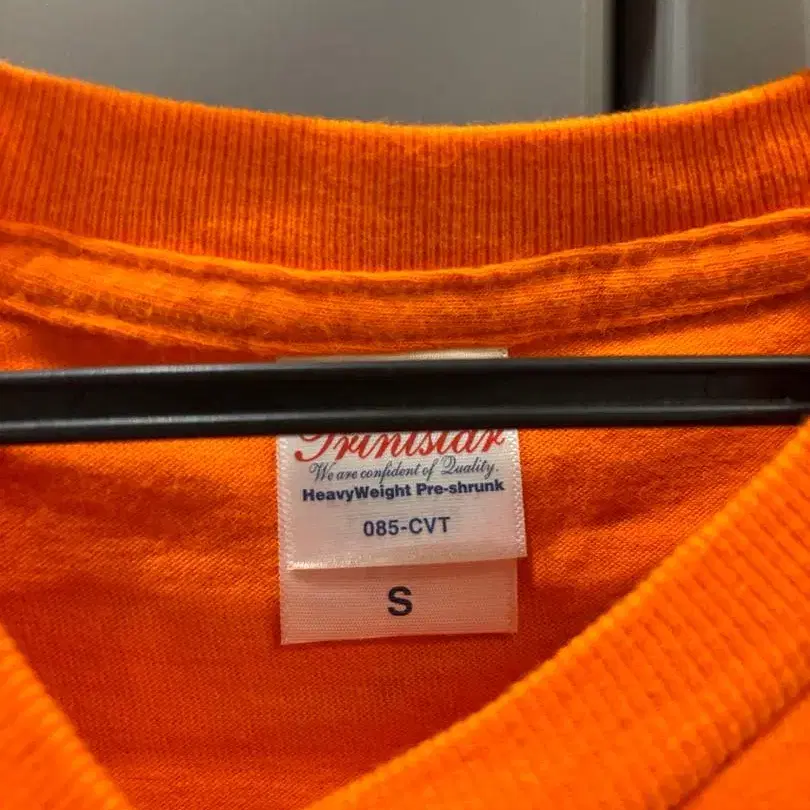 Printstar
We are confident of Quality.
HeavyWeight Pre-shrunk
085-CVT
S